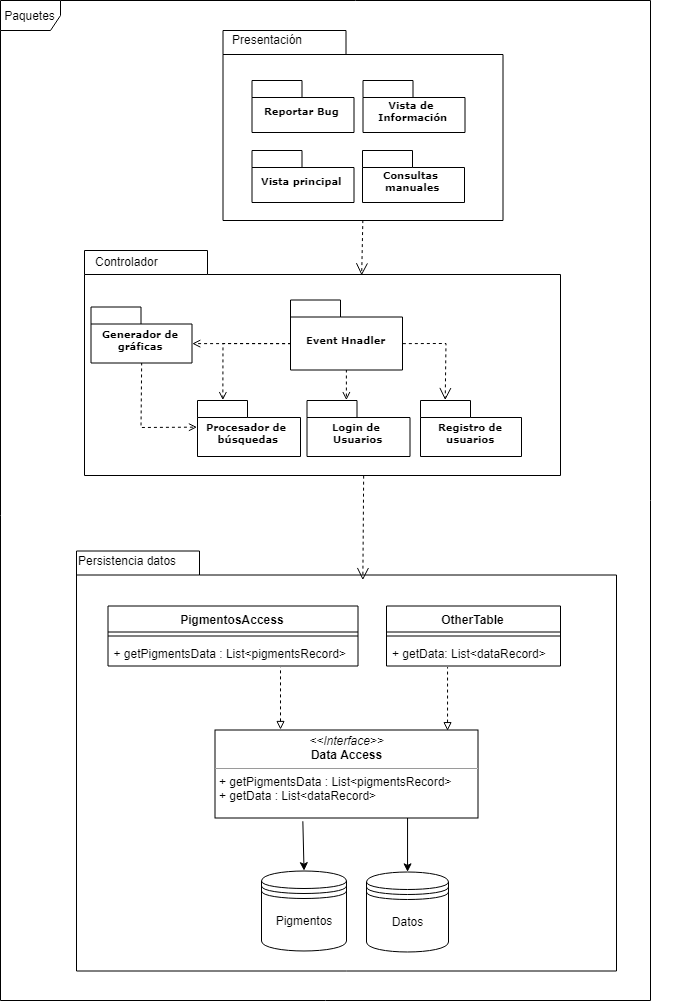 Paquetes
Presentación
Reportar Bug
Vista de
Información
Vista principal
Consultas
manuales
Controlador
Generador de
gráficas
Event Hnadler
Procesador de
búsquedas
Login de
Usuarios
Registro de
usuarios
Persistencia datos
PigmentosAccess
+ getPigmentsData : List<pigmentsRecord>
OtherTable
+ getData: List<dataRecord>
<<Interface>>
Data Access
+ getPigmentsData : List<pigmentsRecord>
+ getData : List<dataRecord>
Pigmentos
Datos